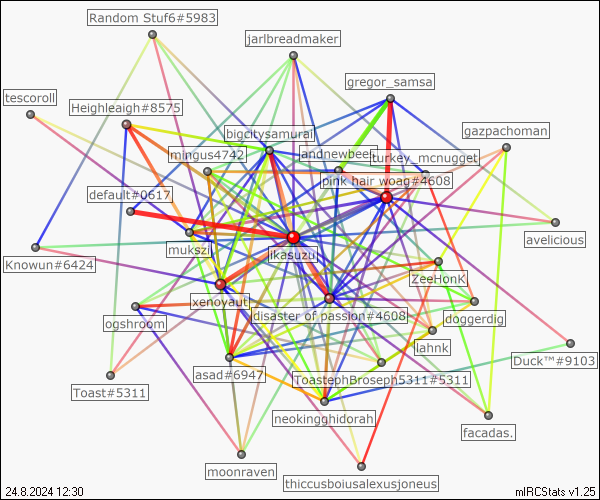 Random Stuf6#5983
jarlbreadmaker
gregor_samsa
tescoroll
Heighleaigh#8575
bigcitysamurai
gazpachoman
mingus4742
andnewbeer
turkey_mcnugget
pink hair woag#4608
default#0617
avelicious
mukszil
ikasuzu
Knowun#6424
ZeeHonK
xenoyaut
disaster of passion#4608
ogshroom
doggerdig
lahnk
Duck™#9103
asad#6947
ToastephBroseph5311#5311
Toast#5311
neokingghidorah
facadas.
moonraven
thiccusboiusalexusjoneus
24.8.2024 12:30
mIRCStats v1.25